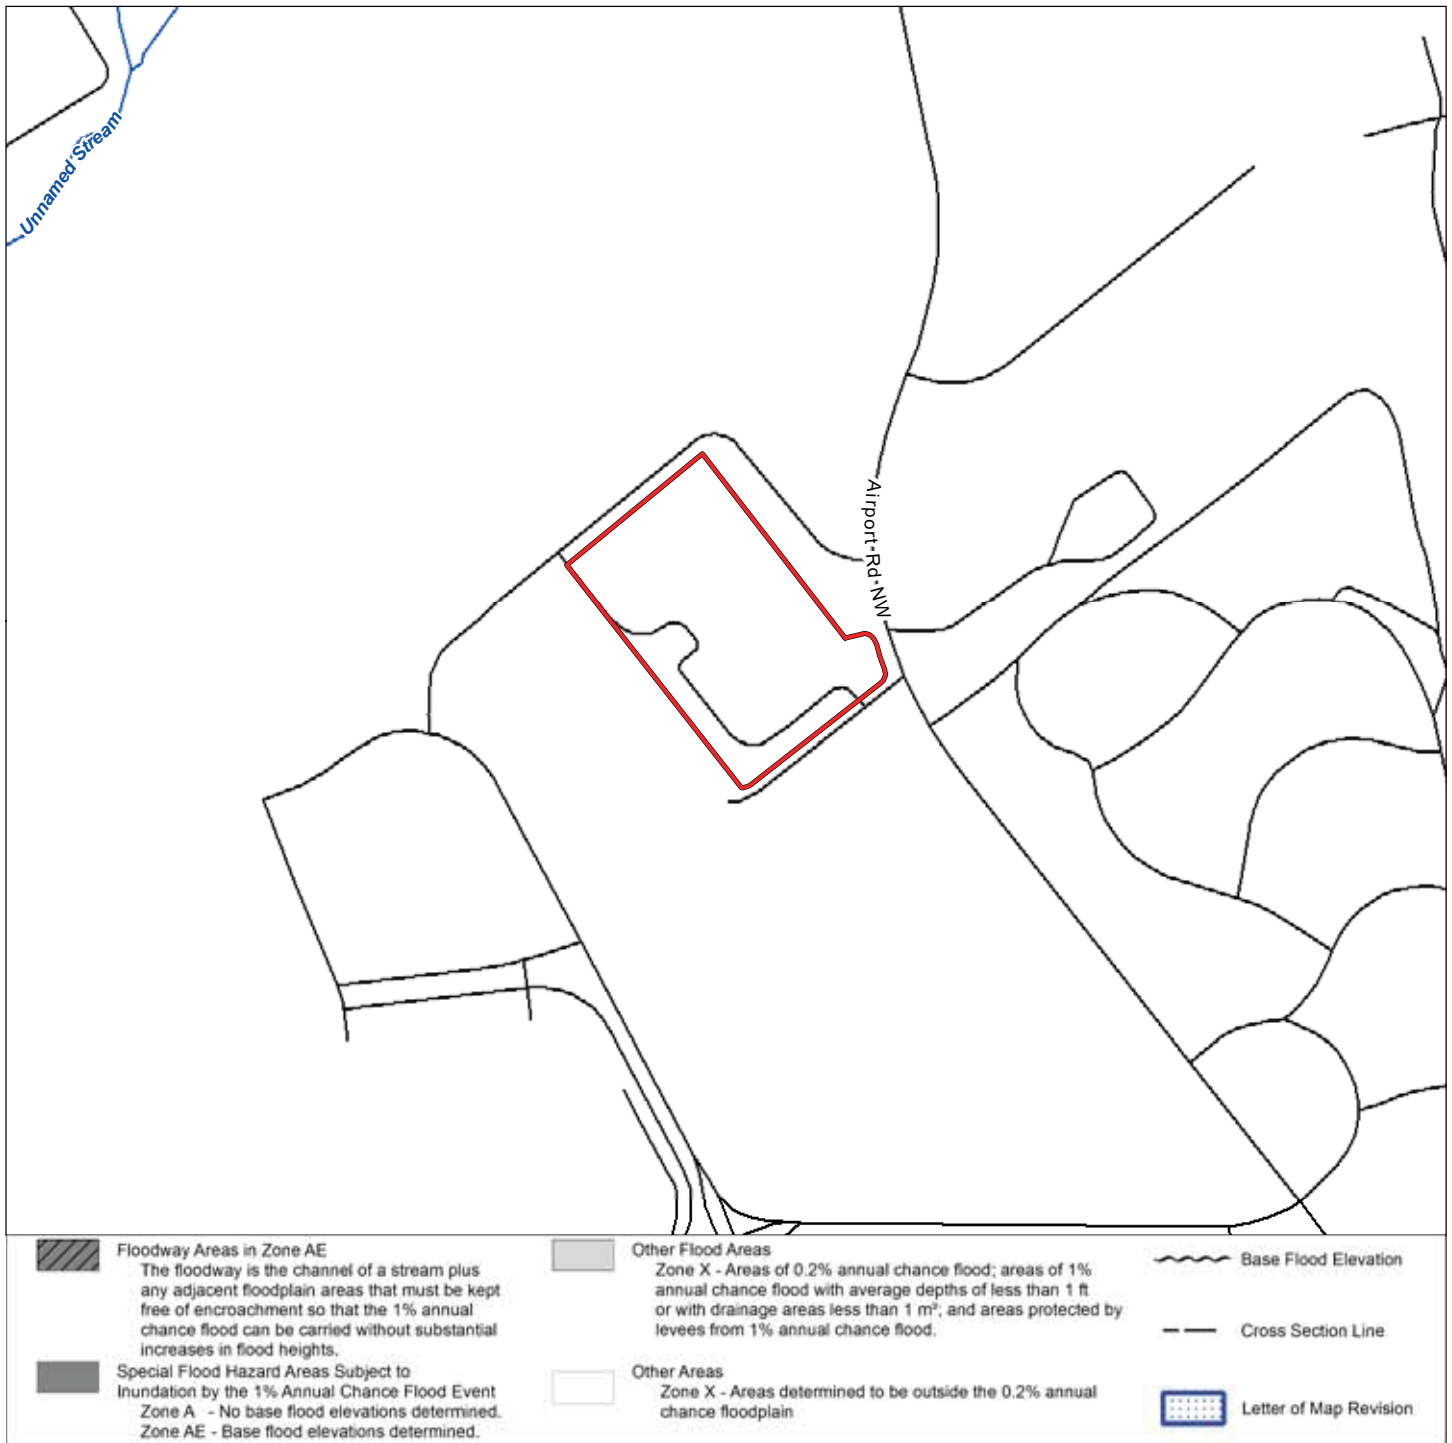 Unnamed Stream
Airport Rd NW
Floodway Areas in Zone AE
The floodway is the channel of a stream plus
any adjacent floodplain areas that must be kept
free of encroachment so that the 1% annual
chance flood can be carried without substantial
increases in flood heights.
Special Flood Hazard Areas Subject to
Inundation by the 1% Annual Chance Flood Event
Zone A - No base flood elevations determined.
Zone AE - Base flood elevations determined.
Other Flood Areas
Zone X - Areas of 0.2% annual chance flood; areas of 1%
annual chance flood with average depths of less than 1 ft
or with drainage areas less than 1 m²; and areas protected by
levees from 1% annual chance flood.
Other Areas
Zone X - Areas determined to be outside the 0.2% annual
chance floodplain
Base Flood Elevation
Cross Section Line
Letter of Map Revision